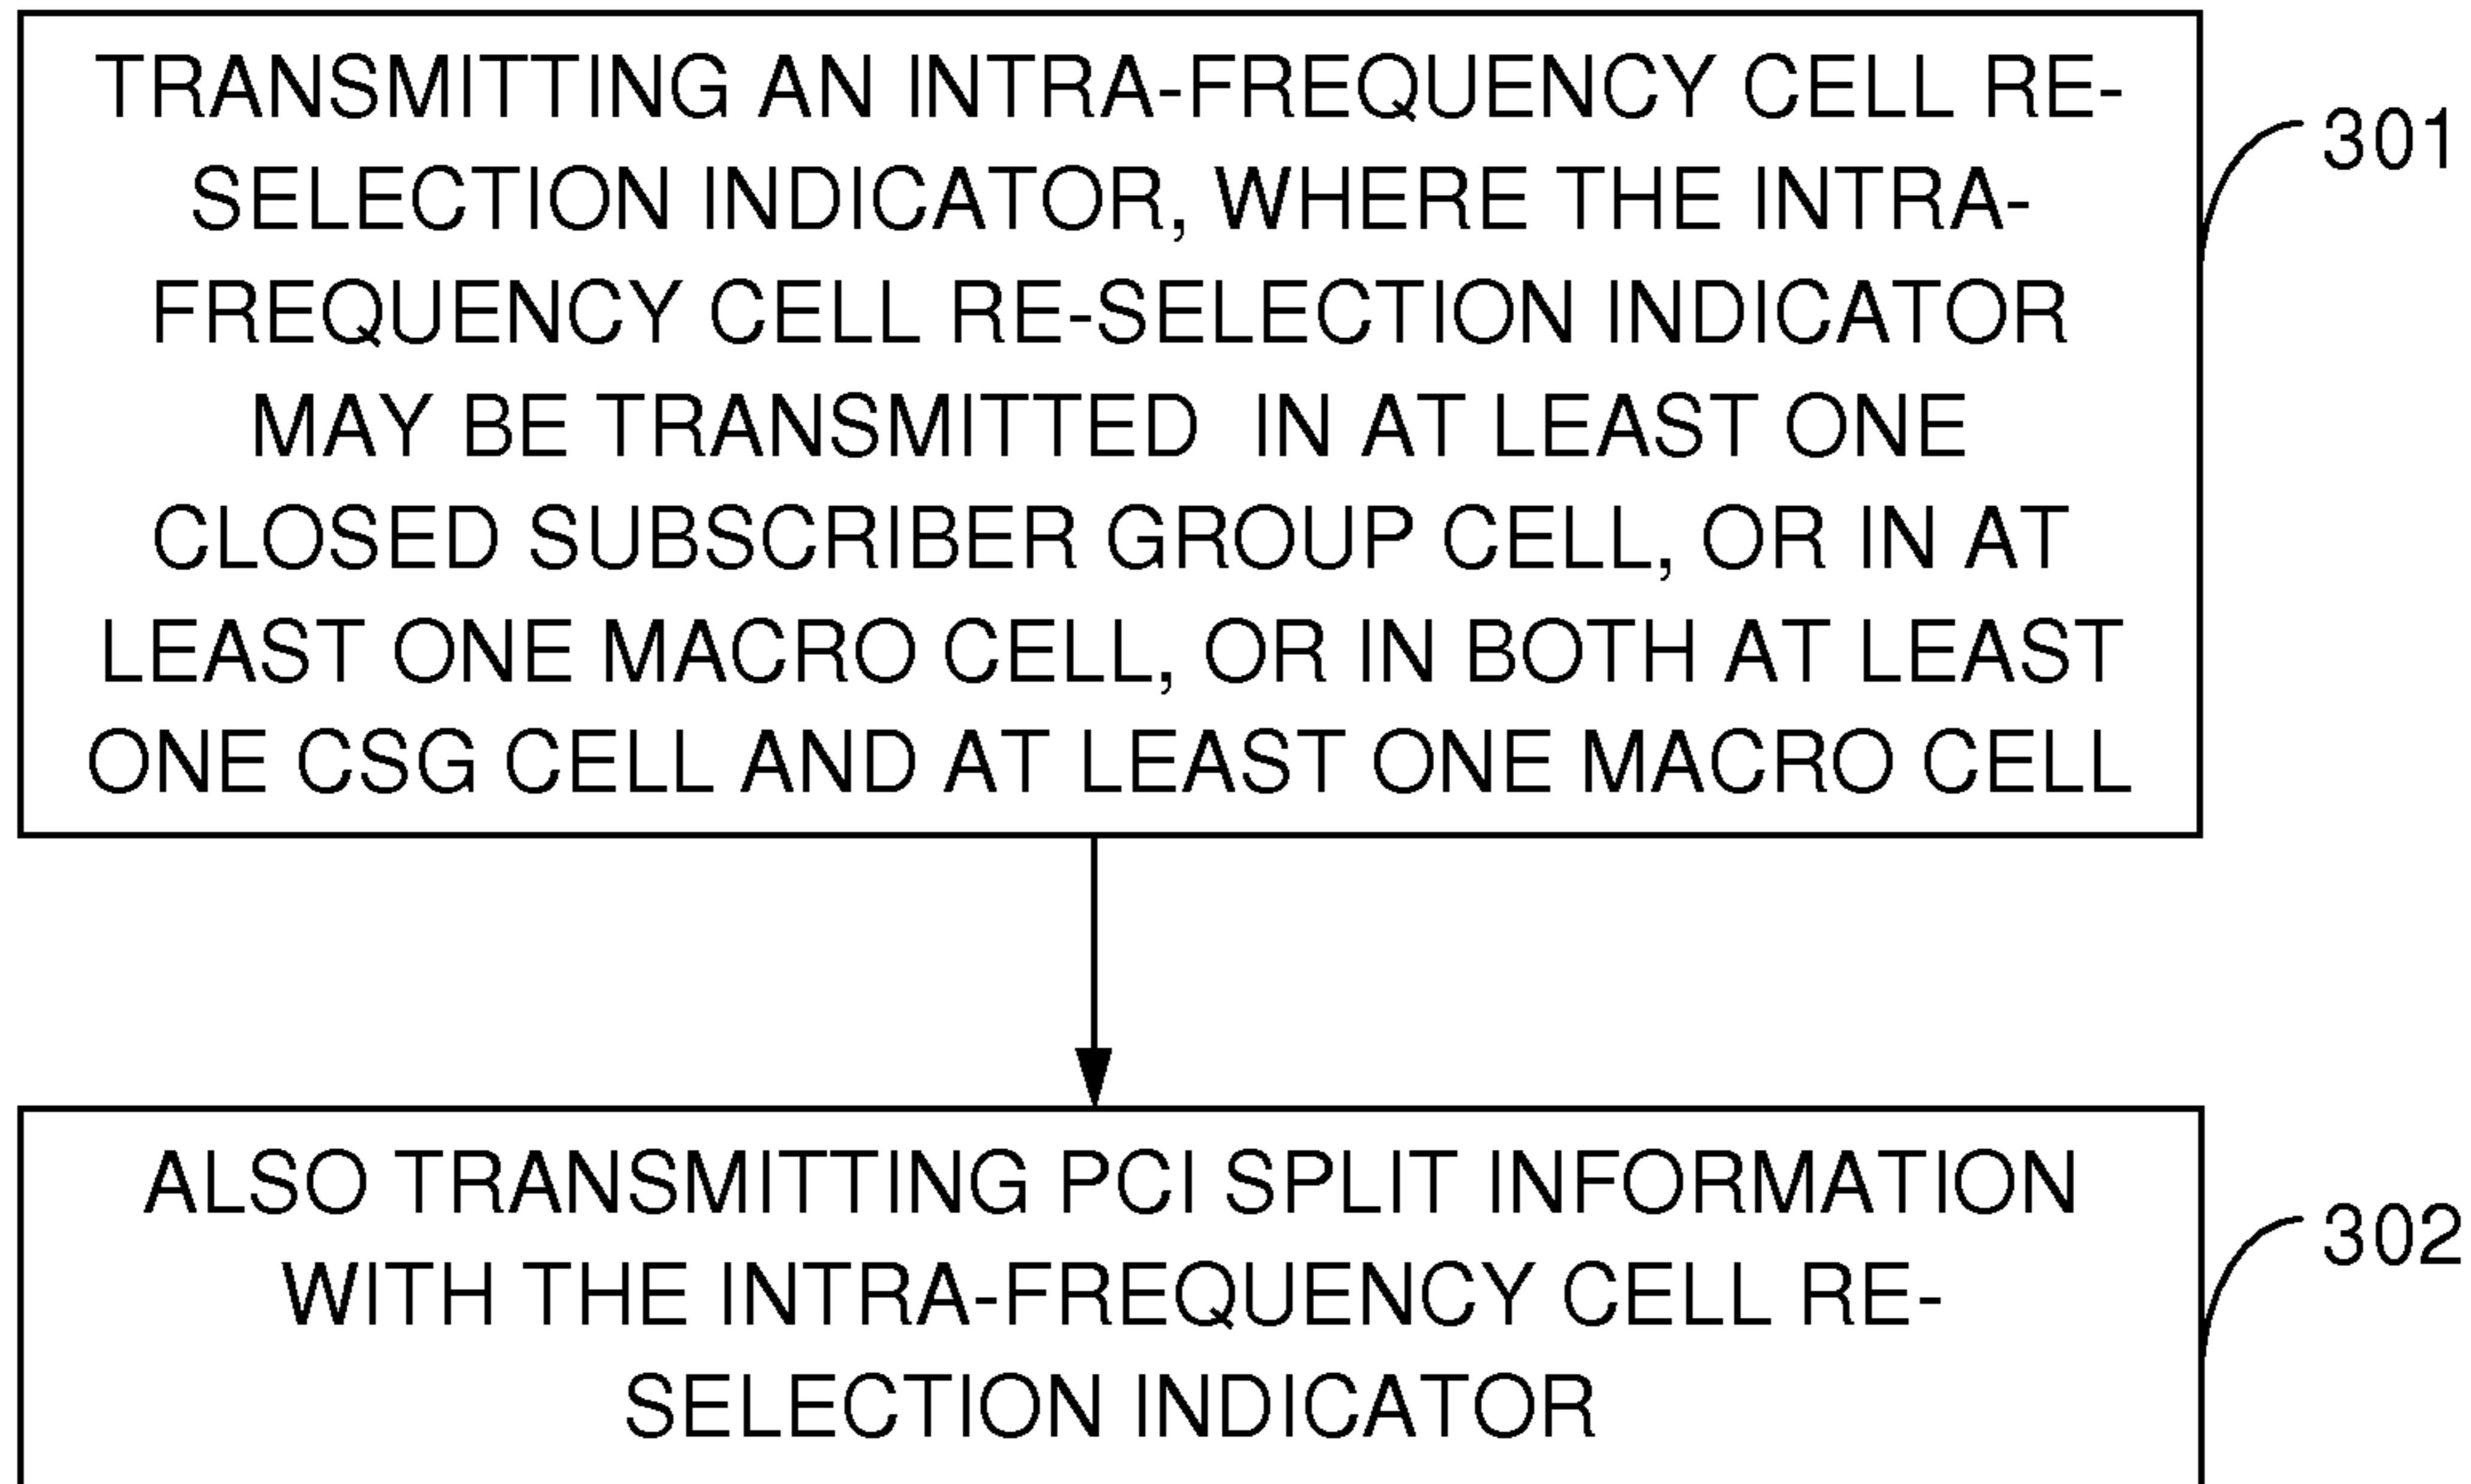 TRANSMITTING AN INTRA-FREQUENCY CELL RE-
SELECTION INDICATOR, WHERE THE INTRA-
FREQUENCY CELL RE-SELECTION INDICATOR
MAY BE TRANSMITTED IN AT LEAST ONE
CLOSED SUBSCRIBER GROUP CELL, OR IN AT
LEAST ONE MACRO CELL, OR IN BOTH AT LEAST
ONE CSG CELL AND AT LEAST ONE MACRO CELL
301
ALSO TRANSMITTING PCI SPLIT INFORMATION
WITH THE INTRA-FREQUENCY CELL RE-
SELECTION INDICATOR
302